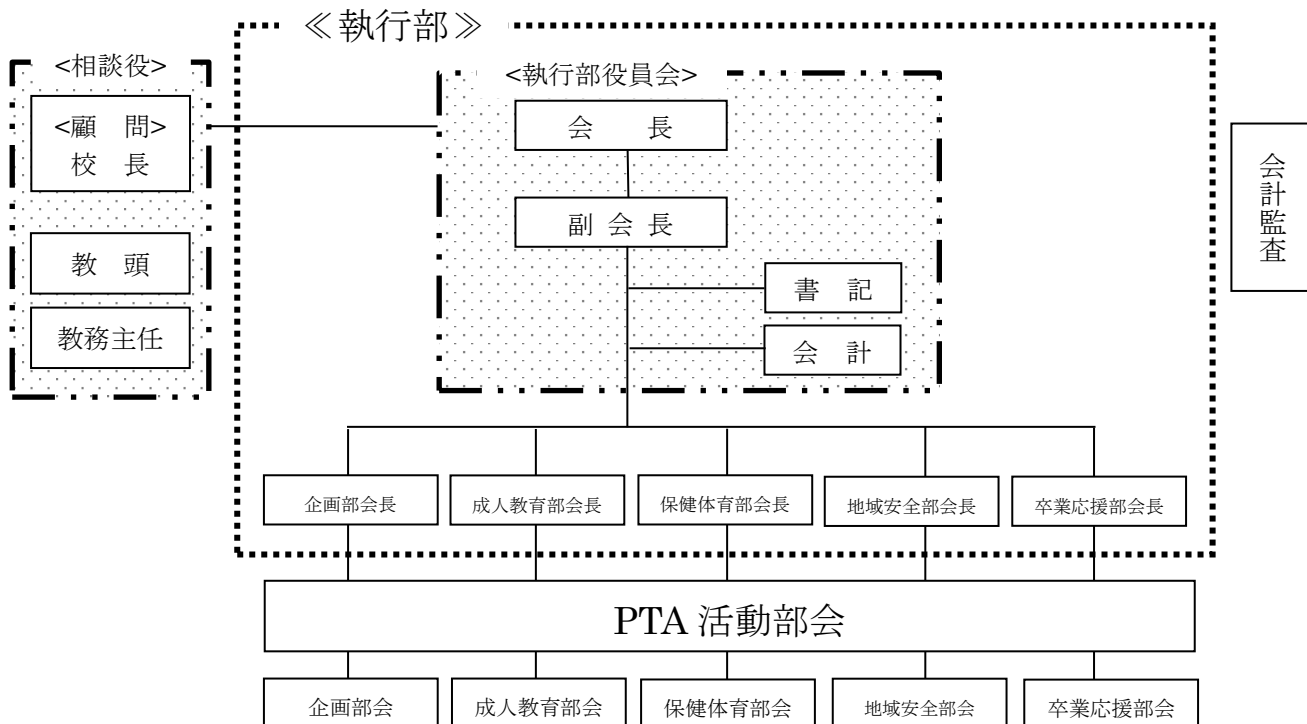 ≪執行部≫
<相談役>
<執行部役員会>
<顧　問>
校　長
会　　長
会計監査
副 会 長
教　頭
書　記
教務主任
会　計
企画部会長
成人教育部会長
保健体育部会長
地域安全部会長
卒業応援部会長
PTA 活動部会
企画部会
成人教育部会
保健体育部会
地域安全部会
卒業応援部会